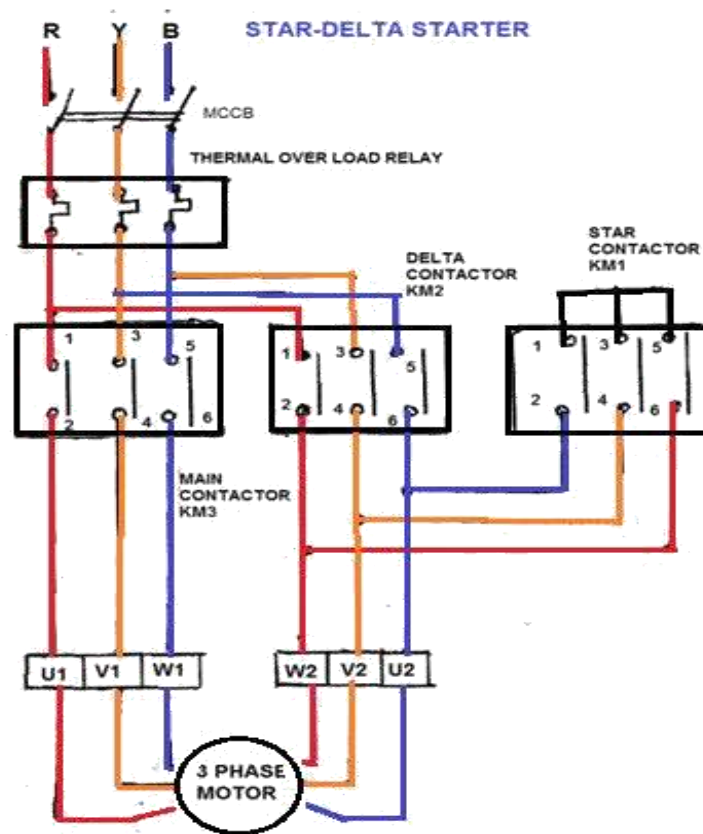 R Y B STAR-DELTA STARTER
MCCB
THERMAL OVER LOAD RELAY
STAR
CONTACTOR
KM1
DELTA
CONTACTOR
KM2
1 3 5
2 4 6
1 3 5
2 4 6
1 3 5
2 4 6
MAIN
CONTACTOR
KM3
U1 V1 W1
W2 V2 U2
3 PHASE
MOTOR